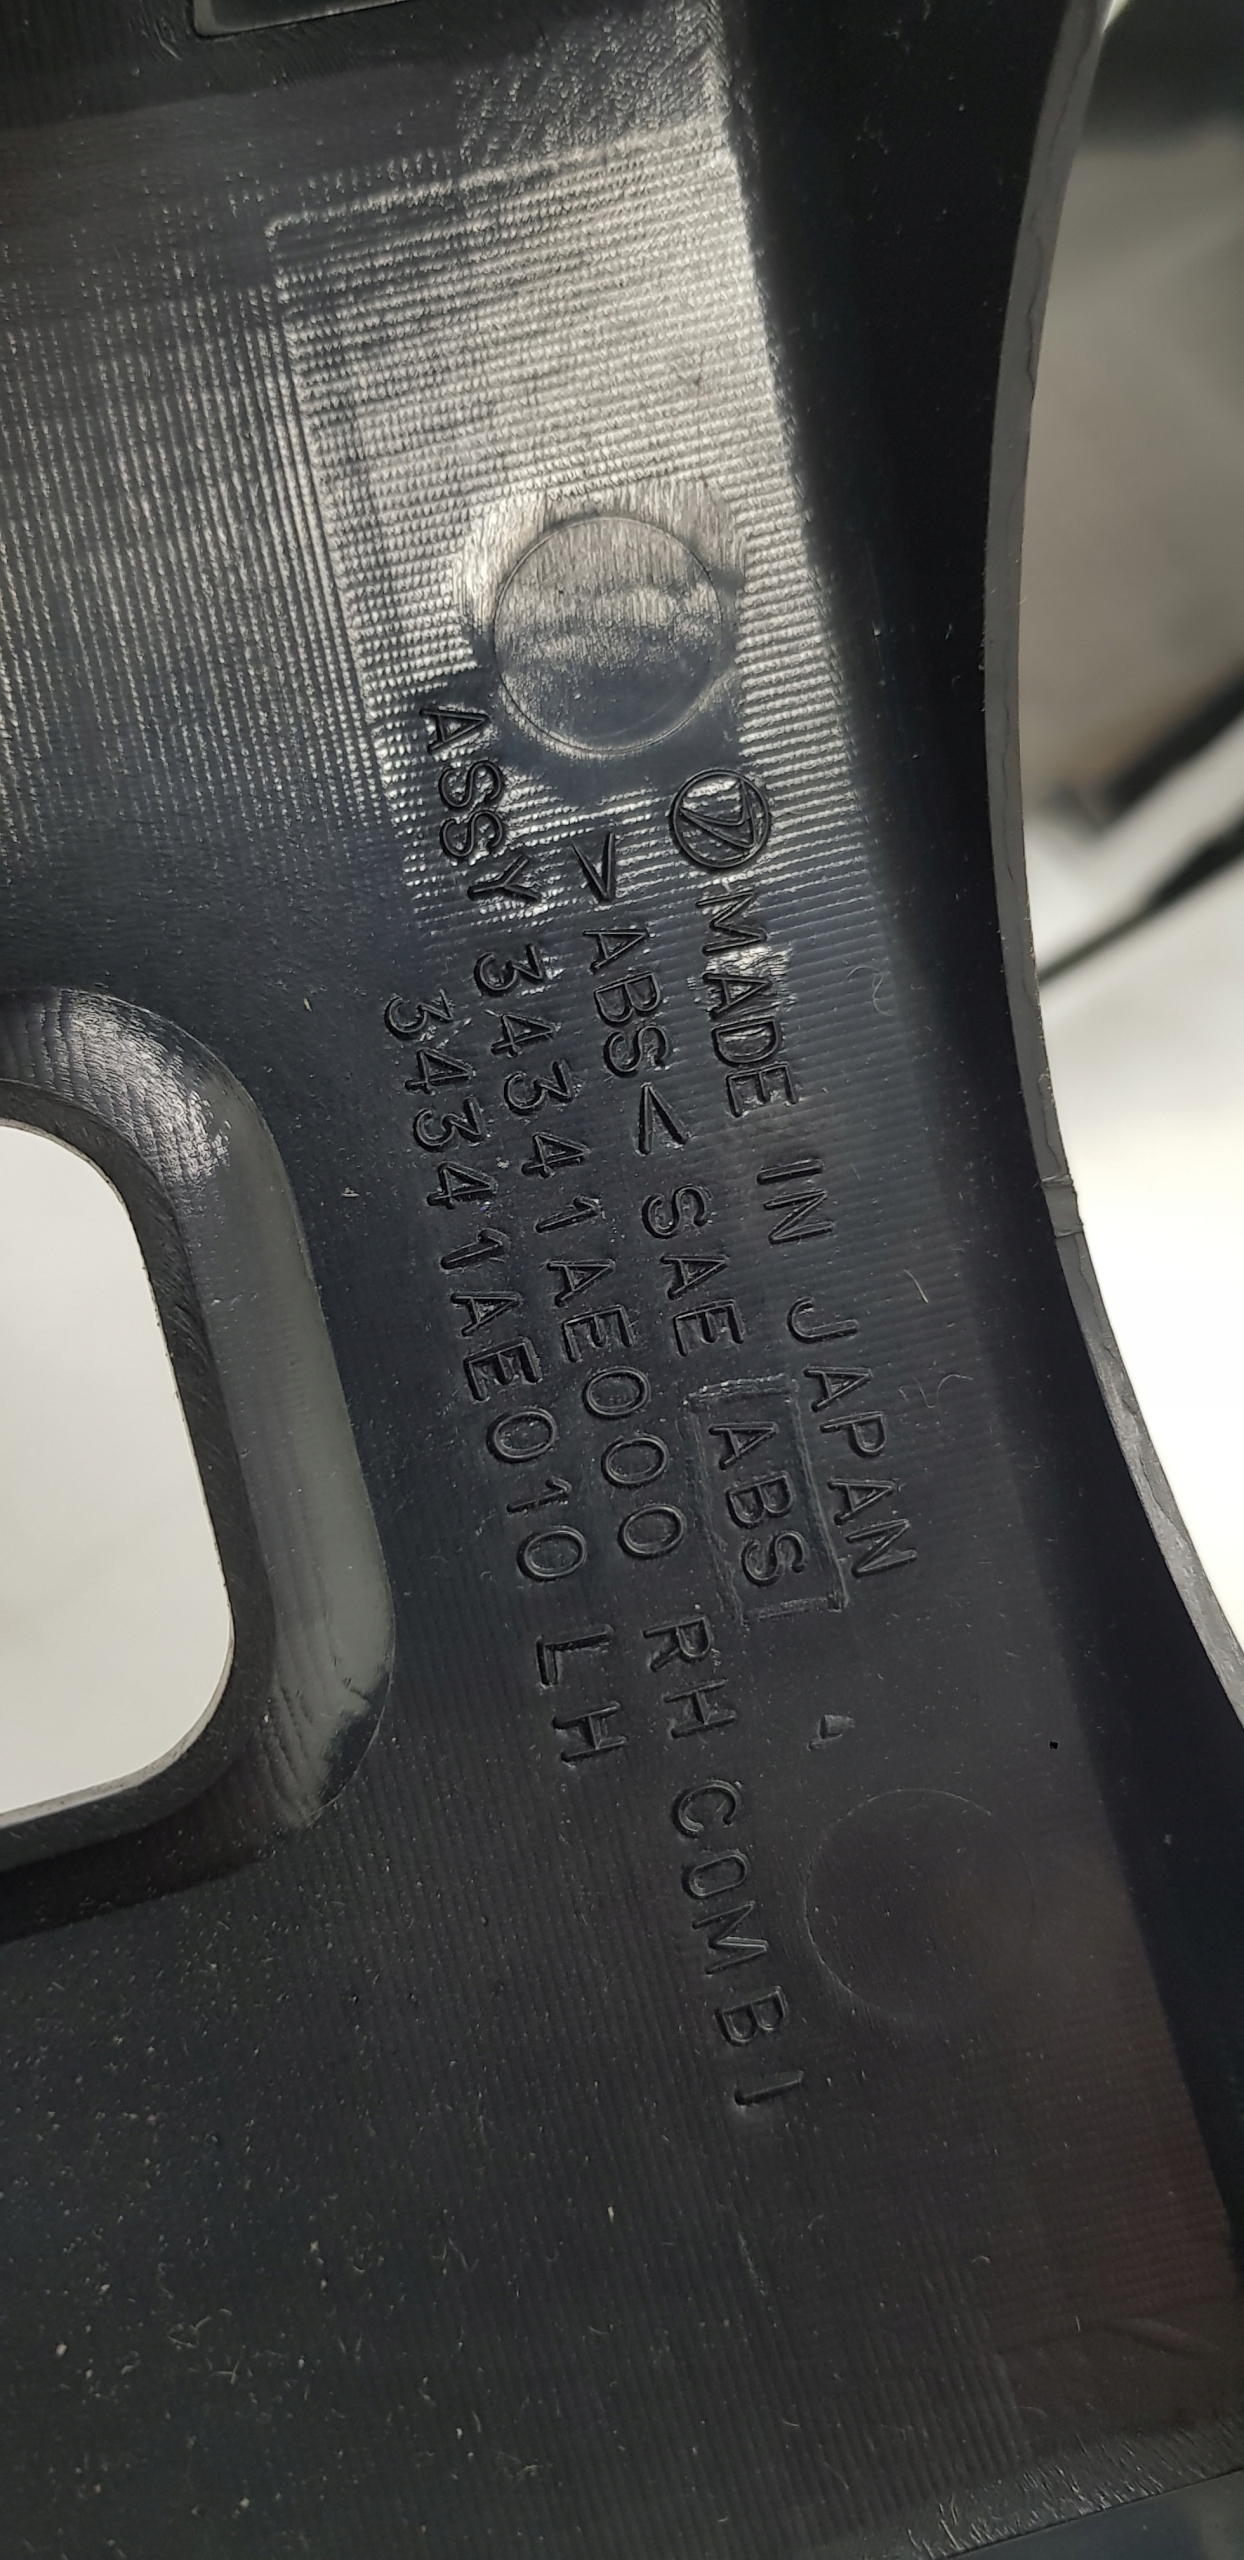 MADE IN JAPAN
>ABS< SAE ABS
ASSY 34341AE000 RH COMBI
34341AE010 LH